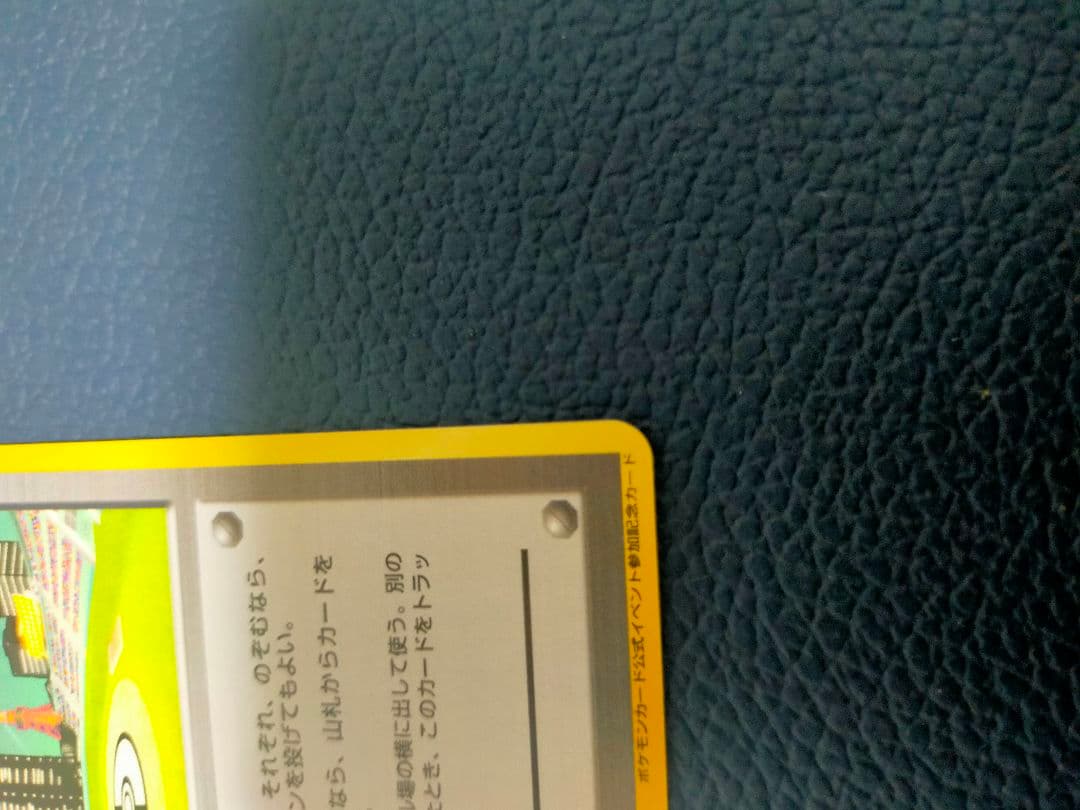 それぞれ、のぞむなら、
ンを投げてもよい。
なら、山札からカードを
場の横に出して使う。別の
とき、このカードをトラッ
ポケモンカード公式イベント参加記念カード